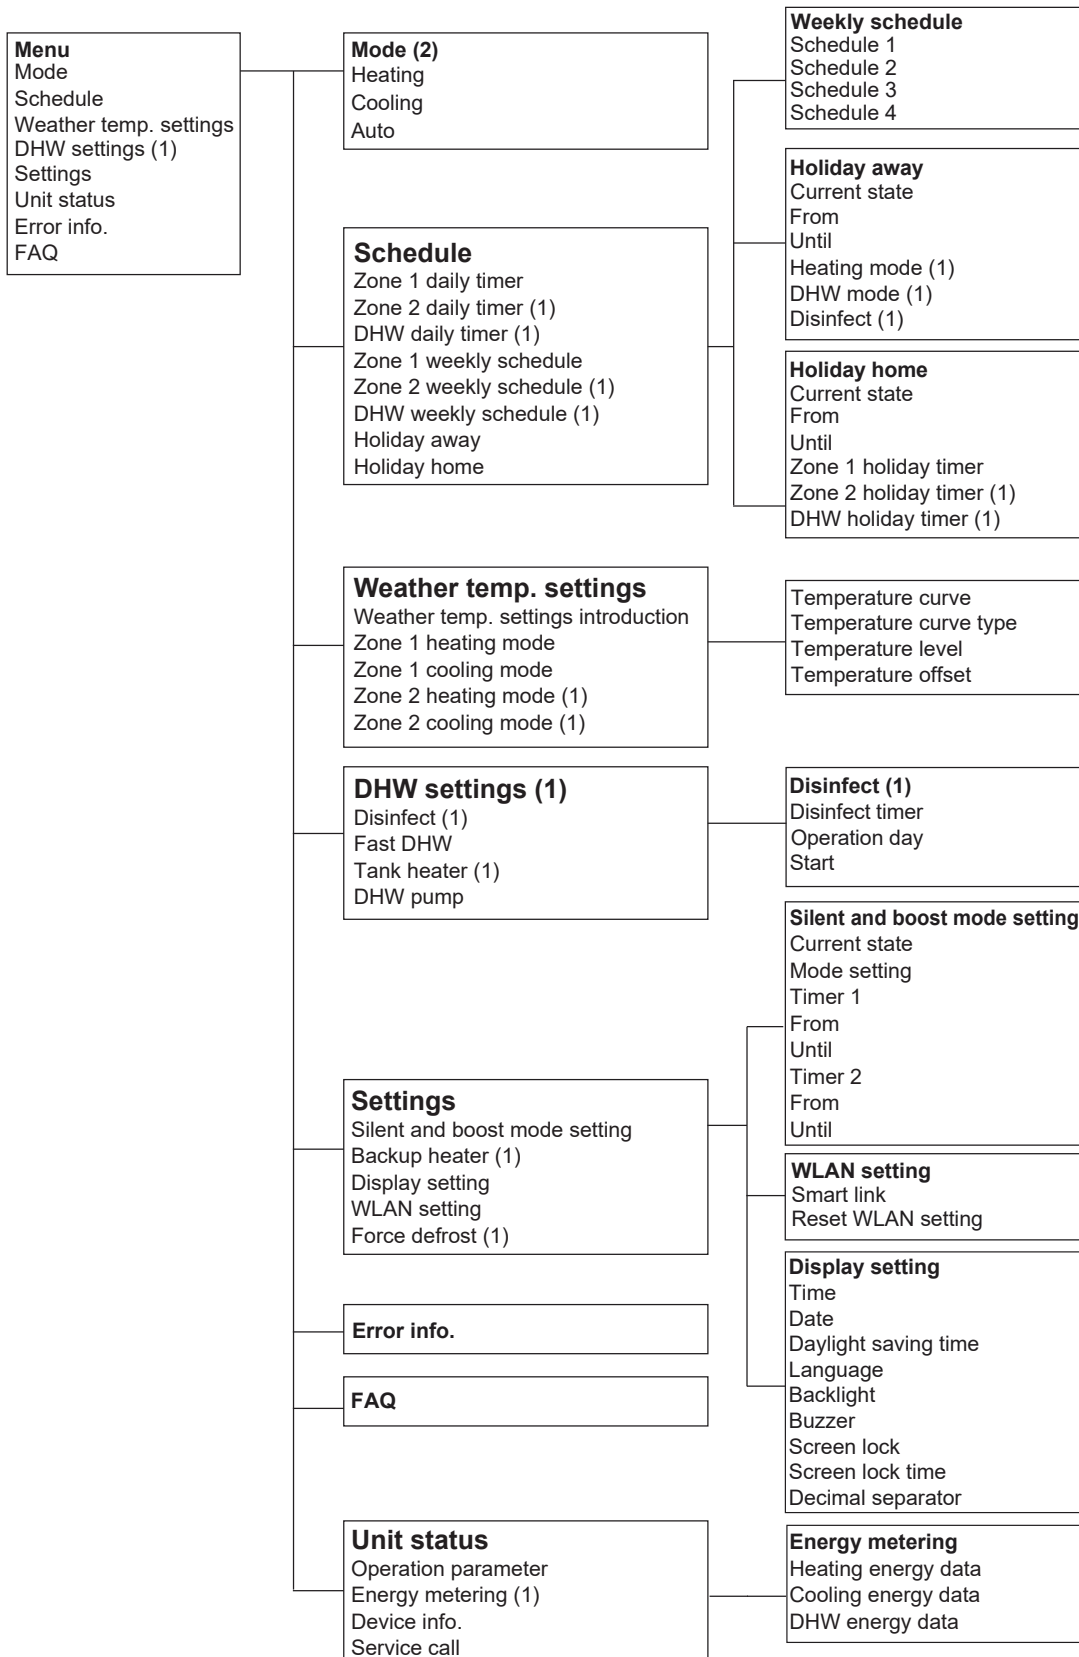 Menu
Mode
Schedule
Weather temp. settings
DHW settings (1)
Settings
Unit status
Error info.
FAQ
Mode (2)
Heating
Cooling
Auto
Schedule
Zone 1 daily timer
Zone 2 daily timer (1)
DHW daily timer (1)
Zone 1 weekly schedule
Zone 2 weekly schedule (1)
DHW weekly schedule (1)
Holiday away
Holiday home
Weekly schedule
Schedule 1
Schedule 2
Schedule 3
Schedule 4
Holiday away
Current state
From
Until
Heating mode (1)
DHW mode (1)
Disinfect (1)
Holiday home
Current state
From
Until
Zone 1 holiday timer
Zone 2 holiday timer (1)
DHW holiday timer (1)
Weather temp. settings
Weather temp. settings introduction
Zone 1 heating mode
Zone 1 cooling mode
Zone 2 heating mode (1)
Zone 2 cooling mode (1)
Temperature curve
Temperature curve type
Temperature level
Temperature offset
DHW settings (1)
Disinfect (1)
Fast DHW
Tank heater (1)
DHW pump
Disinfect (1)
Disinfect timer
Operation day
Start
Settings
Silent and boost mode setting
Backup heater (1)
Display setting
WLAN setting
Force defrost (1)
Silent and boost mode setting
Current state
Mode setting
Timer 1
From
Until
Timer 2
From
Until
WLAN setting
Smart link
Reset WLAN setting
Display setting
Time
Date
Daylight saving time
Language
Backlight
Buzzer
Screen lock
Screen lock time
Decimal separator
Error info.
FAQ
Unit status
Operation parameter
Energy metering (1)
Device info.
Service call
Energy metering
Heating energy data
Cooling energy data
DHW energy data